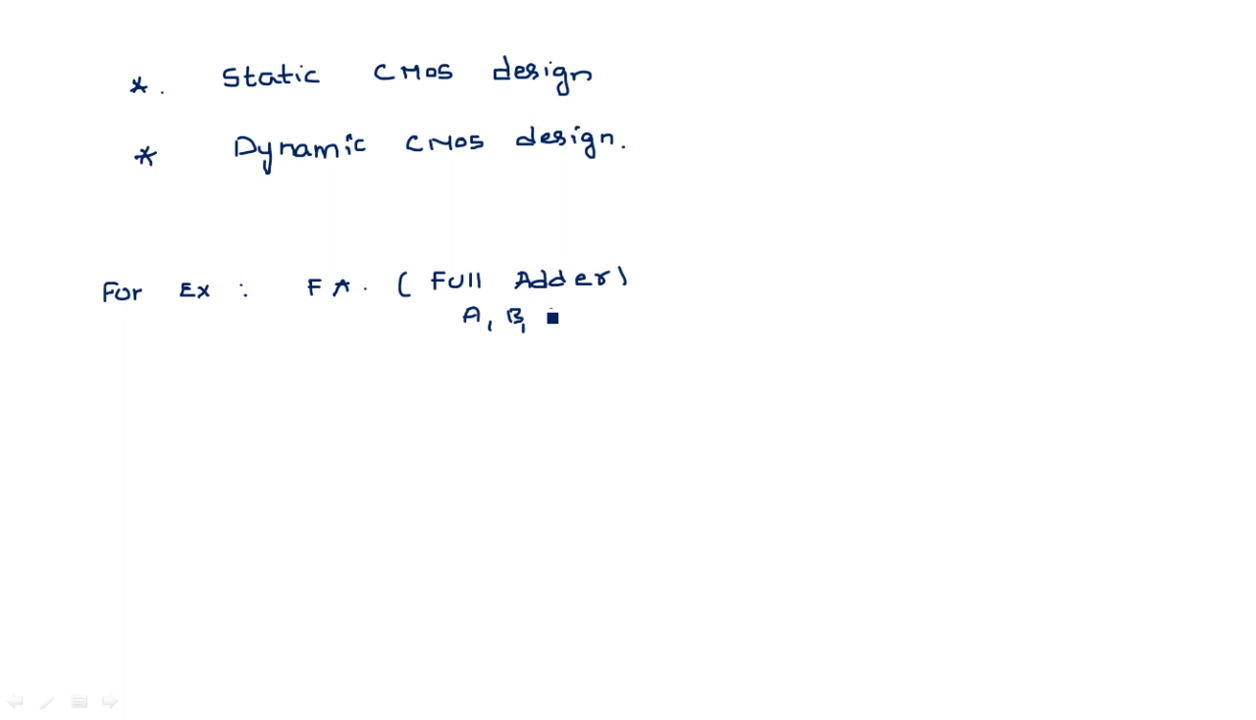 *. Static CMOS design
* Dynamic CMOS design.
For Ex : FA. (Full Adder)
A, B,